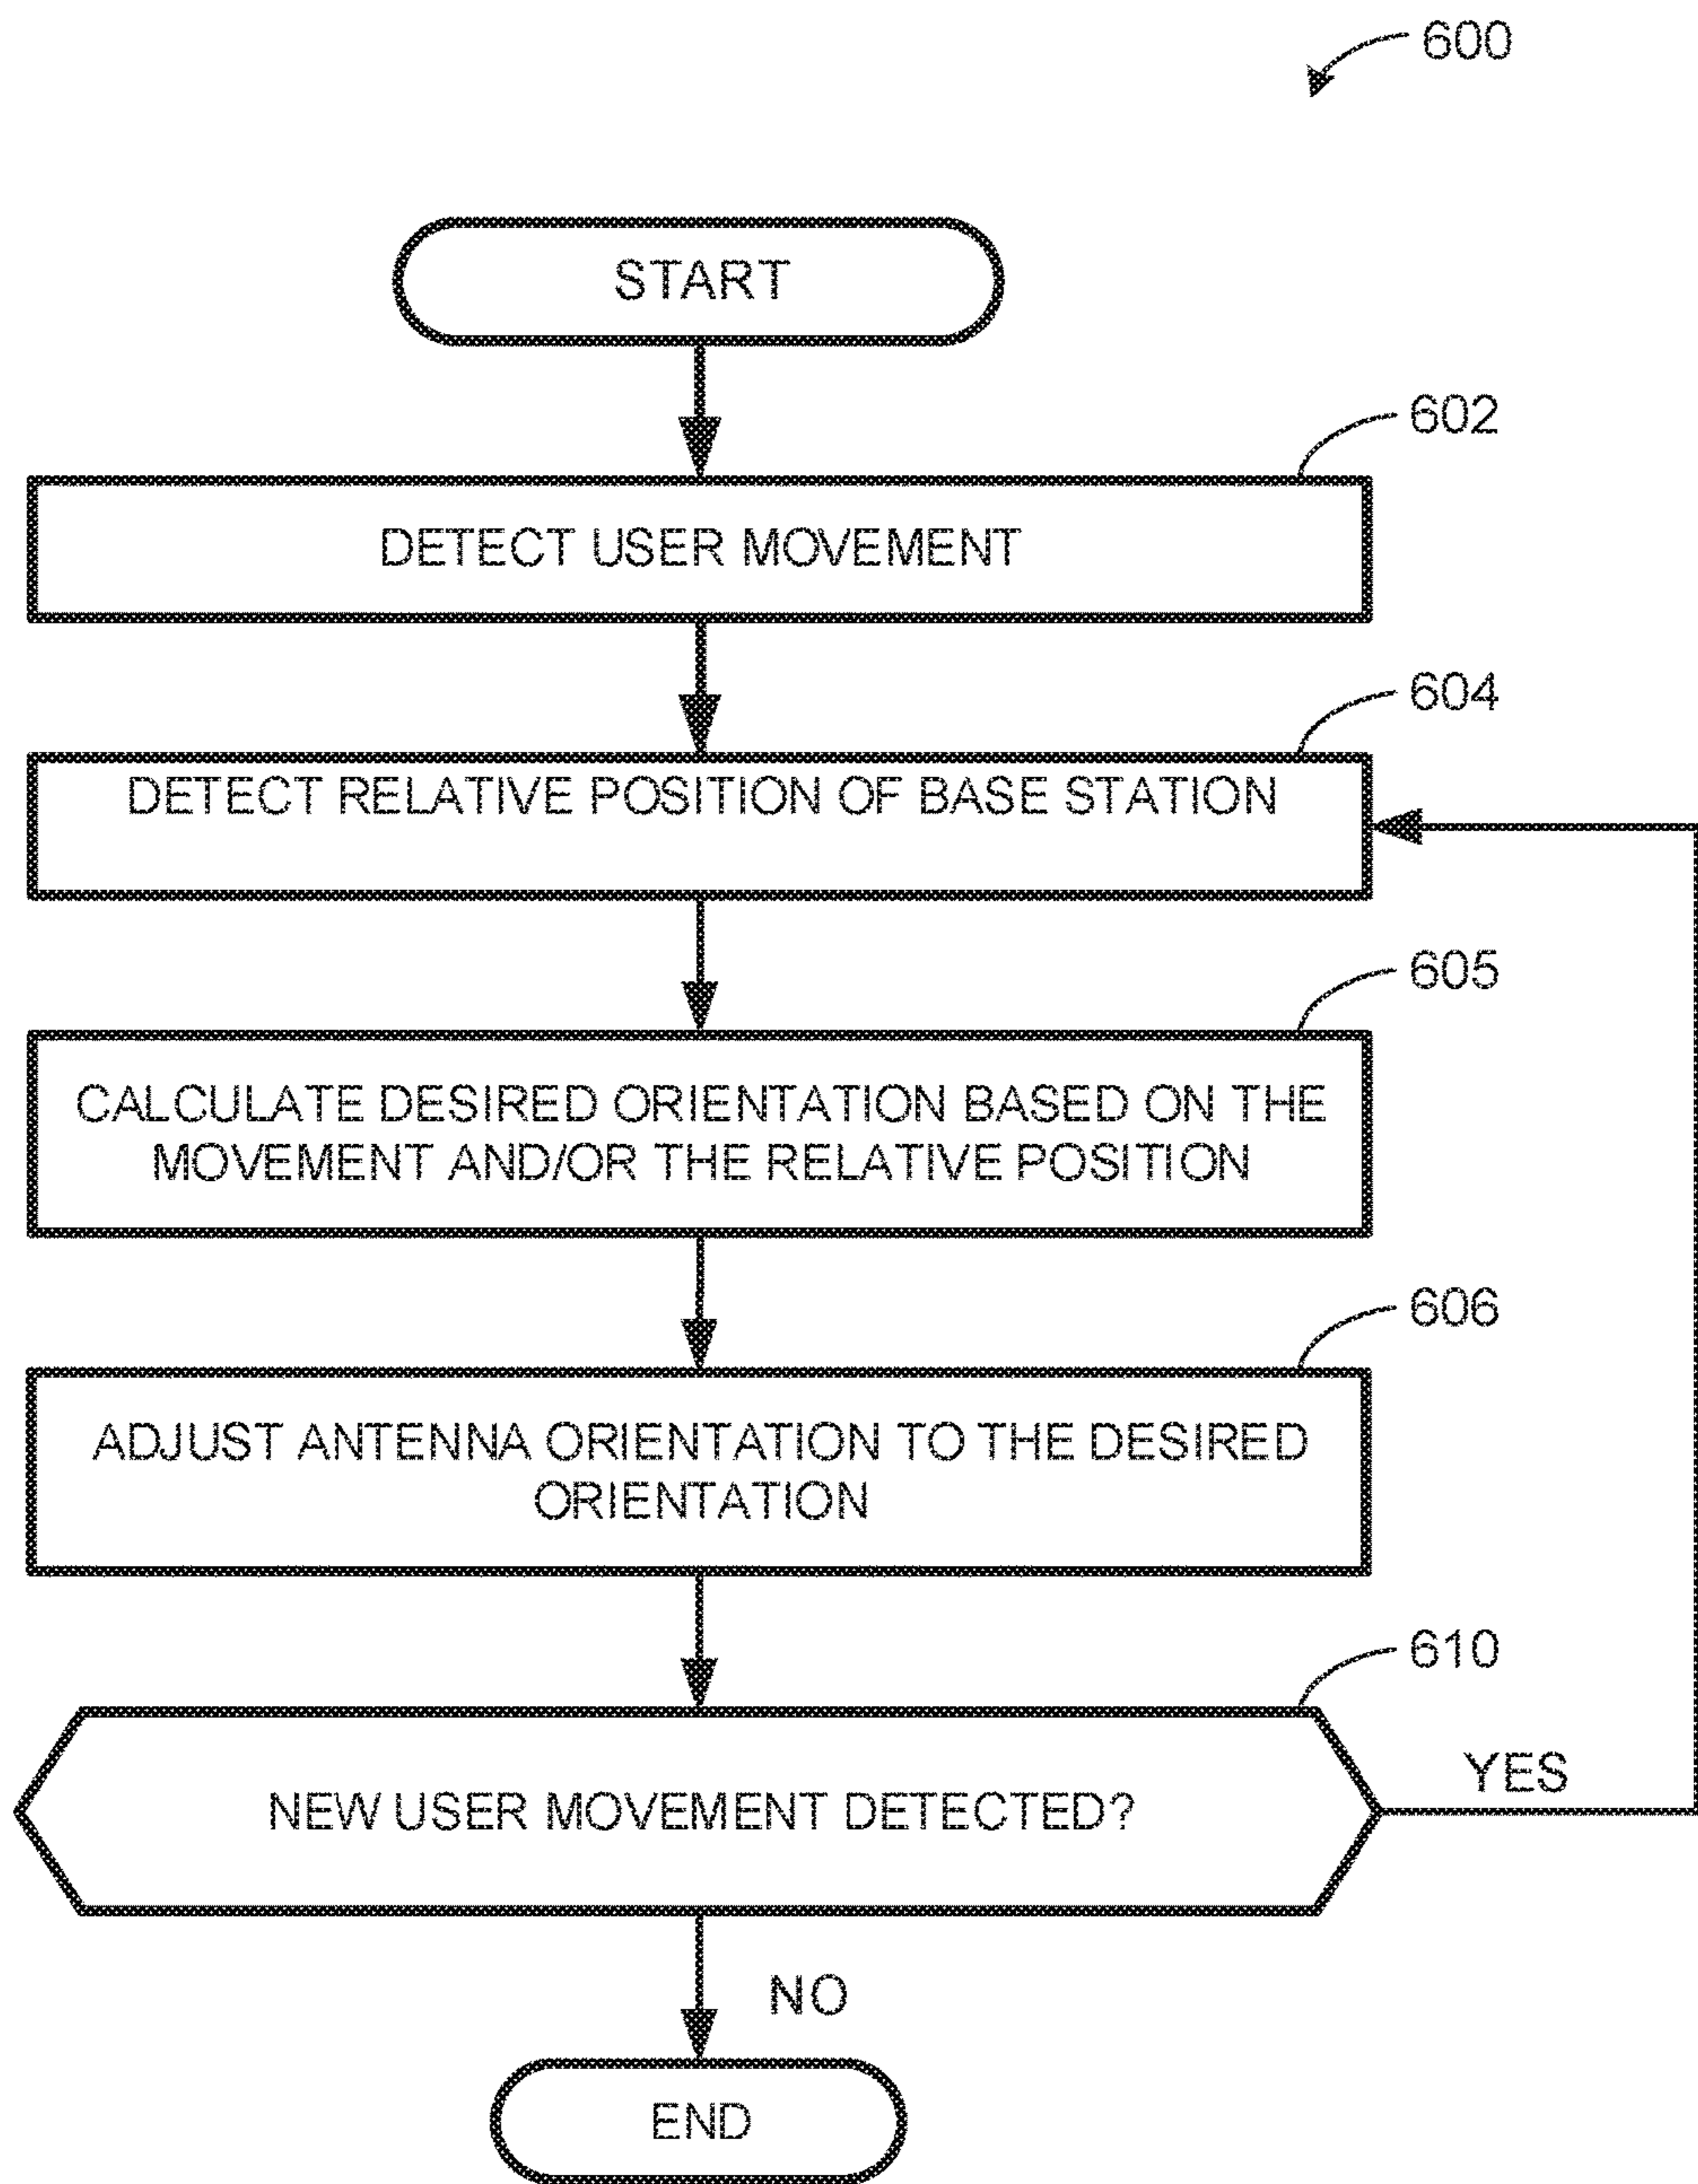 600
START
602
DETECT USER MOVEMENT
604
DETECT RELATIVE POSITION OF BASE STATION
605
CALCULATE DESIRED ORIENTATION BASED ON THE
MOVEMENT AND/OR THE RELATIVE POSITION
606
ADJUST ANTENNA ORIENTATION TO THE DESIRED
ORIENTATION
610
NEW USER MOVEMENT DETECTED?
YES
NO
END